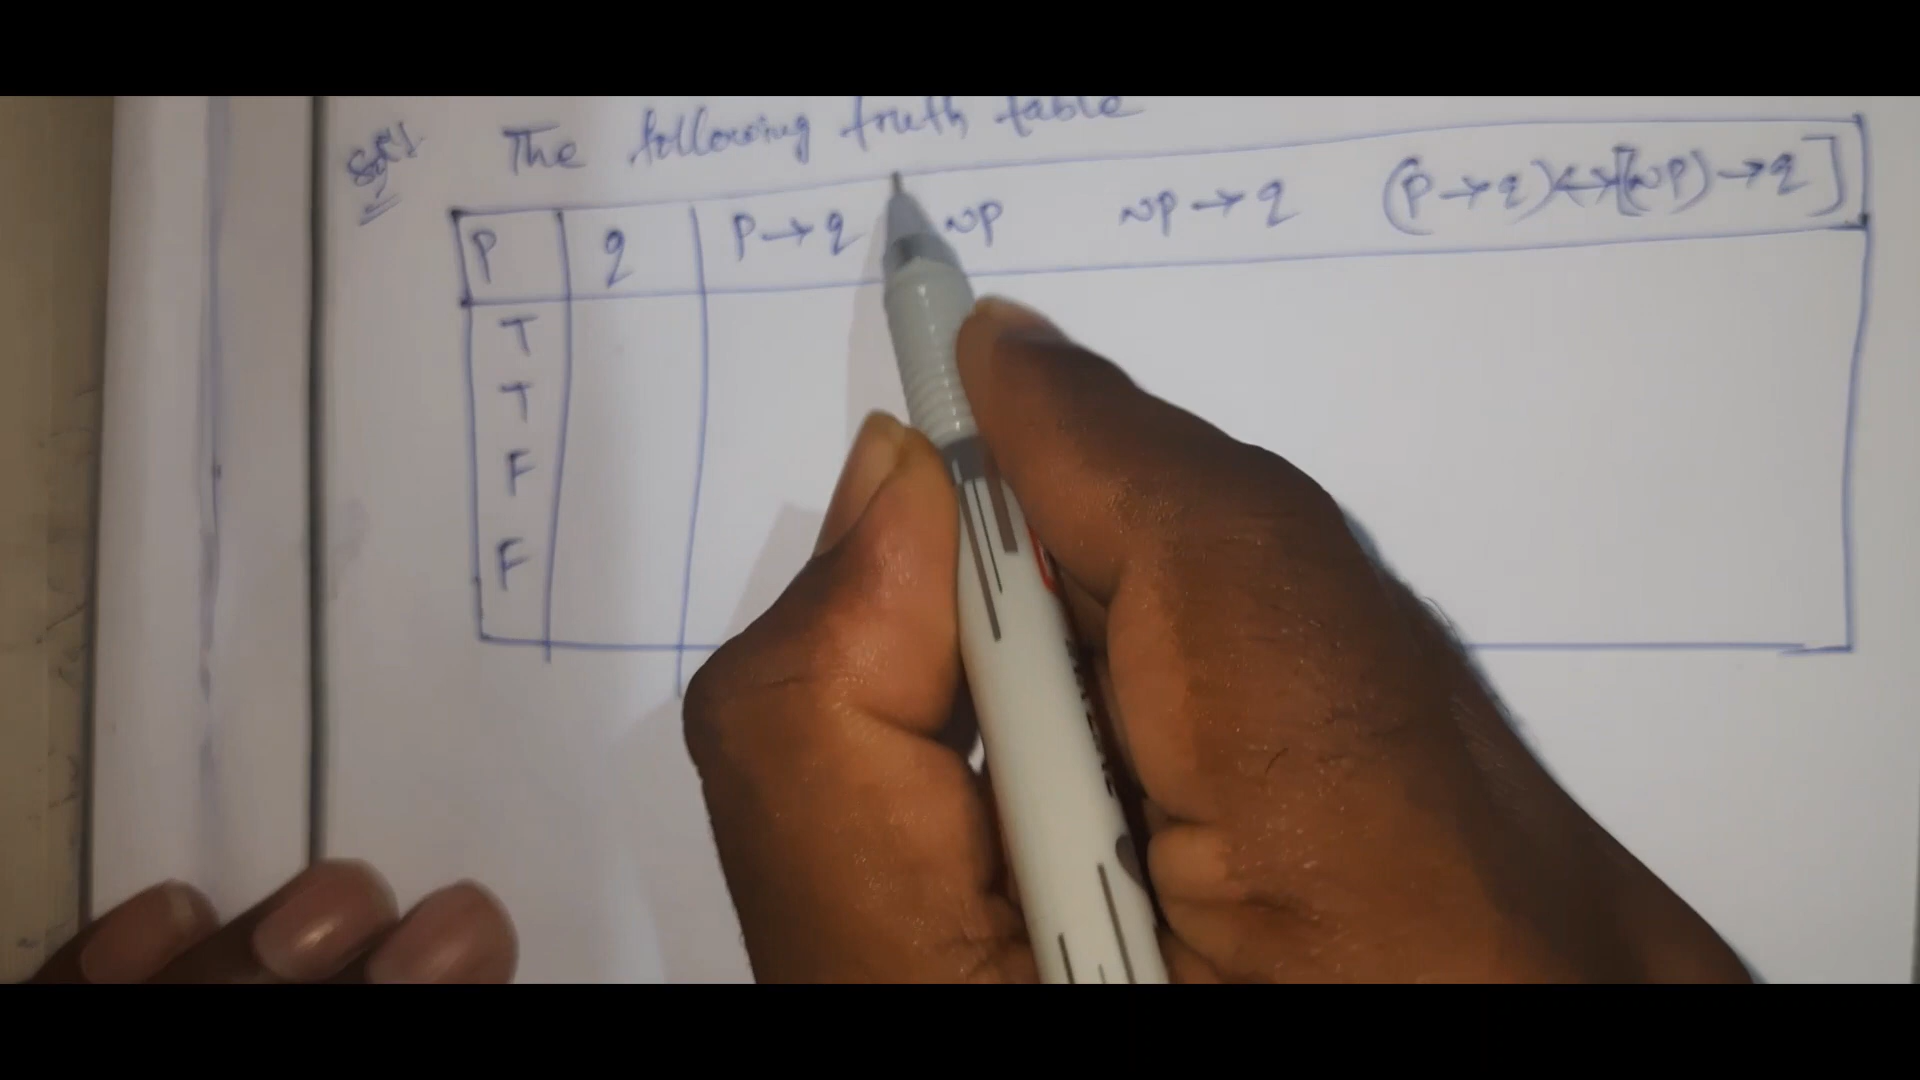 Sol:
The following truth table
P q P→q ~P ~P→q (P→q)↔[(~P)→q]
T
T
F
F